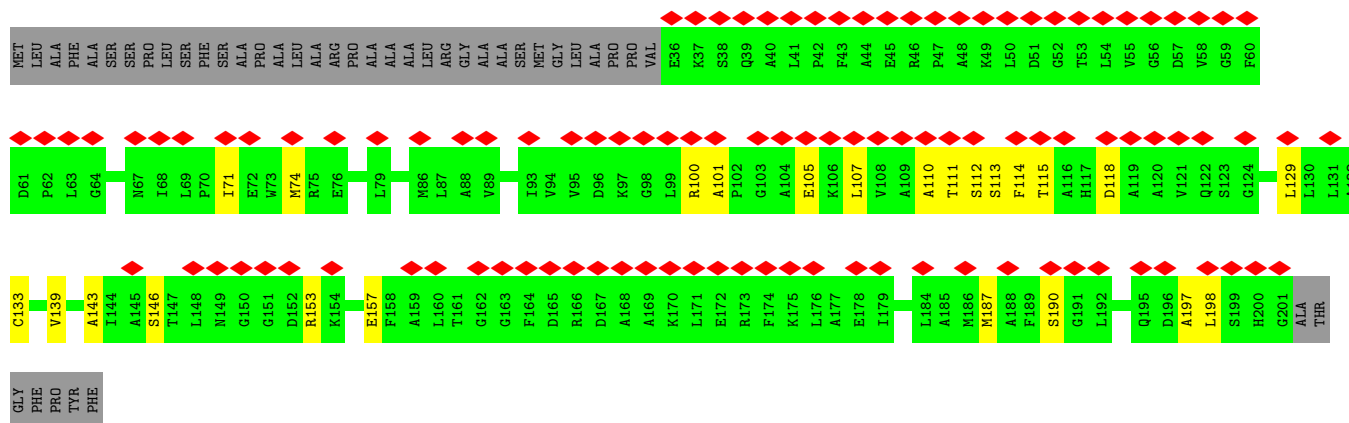 MET LEU ALA PHE ALA SER SER PRO LEU SER PHE SER ALA PRO ALA LEU ALA ARG PRO ALA ALA ALA LEU ARG GLY ALA ALA SER MET GLY LEU ALA PRO PRO VAL E36 K37 S38 Q39 A40 L41 P42 F43 A44 E45 R46 P47 A48 K49 L50 D51 G52 T53 L54 V55 G56 D57 V58 G59 F60
D61 P62 L63 G64 N67 I68 L69 P70 I71 E72 W73 M74 R75 E76 L79 M86 L87 A88 V89 I93 V94 V95 D96 K97 G98 L99 R100 A101 P102 G103 A104 E105 K106 L107 V108 A109 A110 T111 S112 S113 F114 T115 A116 H117 D118 A119 A120 V121 Q122 S123 G124 L129 L130 L131
C133 V139 A143 I144 A145 S146 T147 L148 N149 G150 G151 D152 R153 K154 E157 F158 A159 L160 T161 G162 G163 F164 D165 R166 D167 A168 A169 K170 L171 E172 R173 F174 K175 L176 A177 E178 I179 L184 A185 M186 M187 A188 F189 S190 G191 L192 Q195 D196 A197 L198 S199 H200 G201 ALA THR
GLY PHE PRO TYR PHE